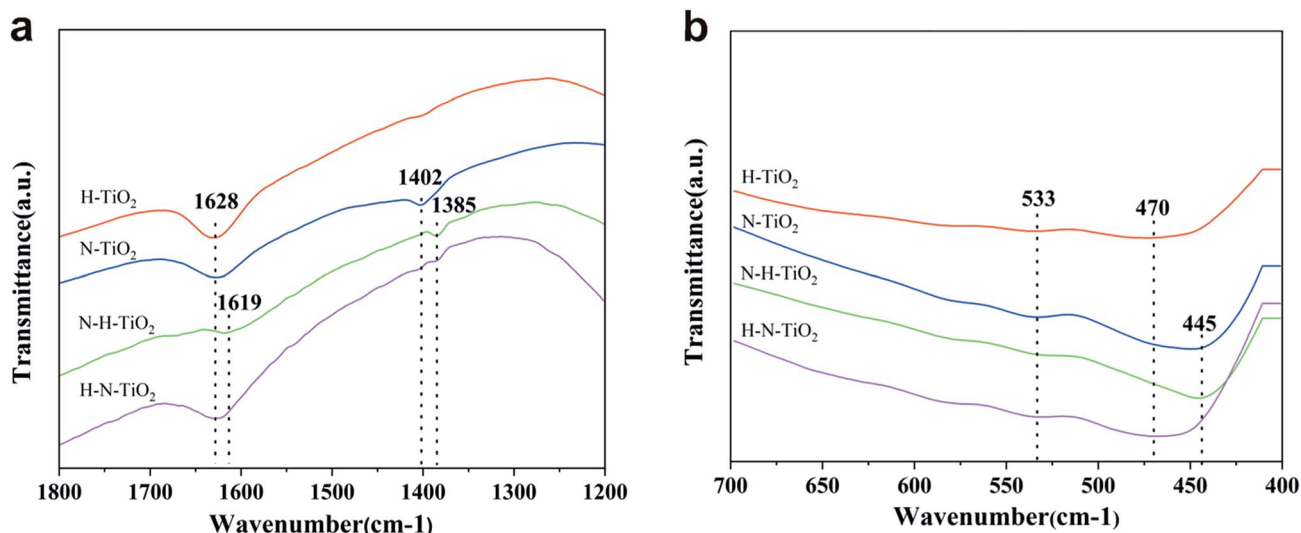 a
Transmittance(a.u.)
H-TiO₂
N-TiO₂
N-H-TiO₂
H-N-TiO₂
1628
1619
1402
1385
1800 1700 1600 1500 1400 1300 1200
Wavenumber(cm-1)
b
Transmittance(a.u.)
H-TiO₂
N-TiO₂
N-H-TiO₂
H-N-TiO₂
533
470
445
700 650 600 550 500 450 400
Wavenumber(cm-1)